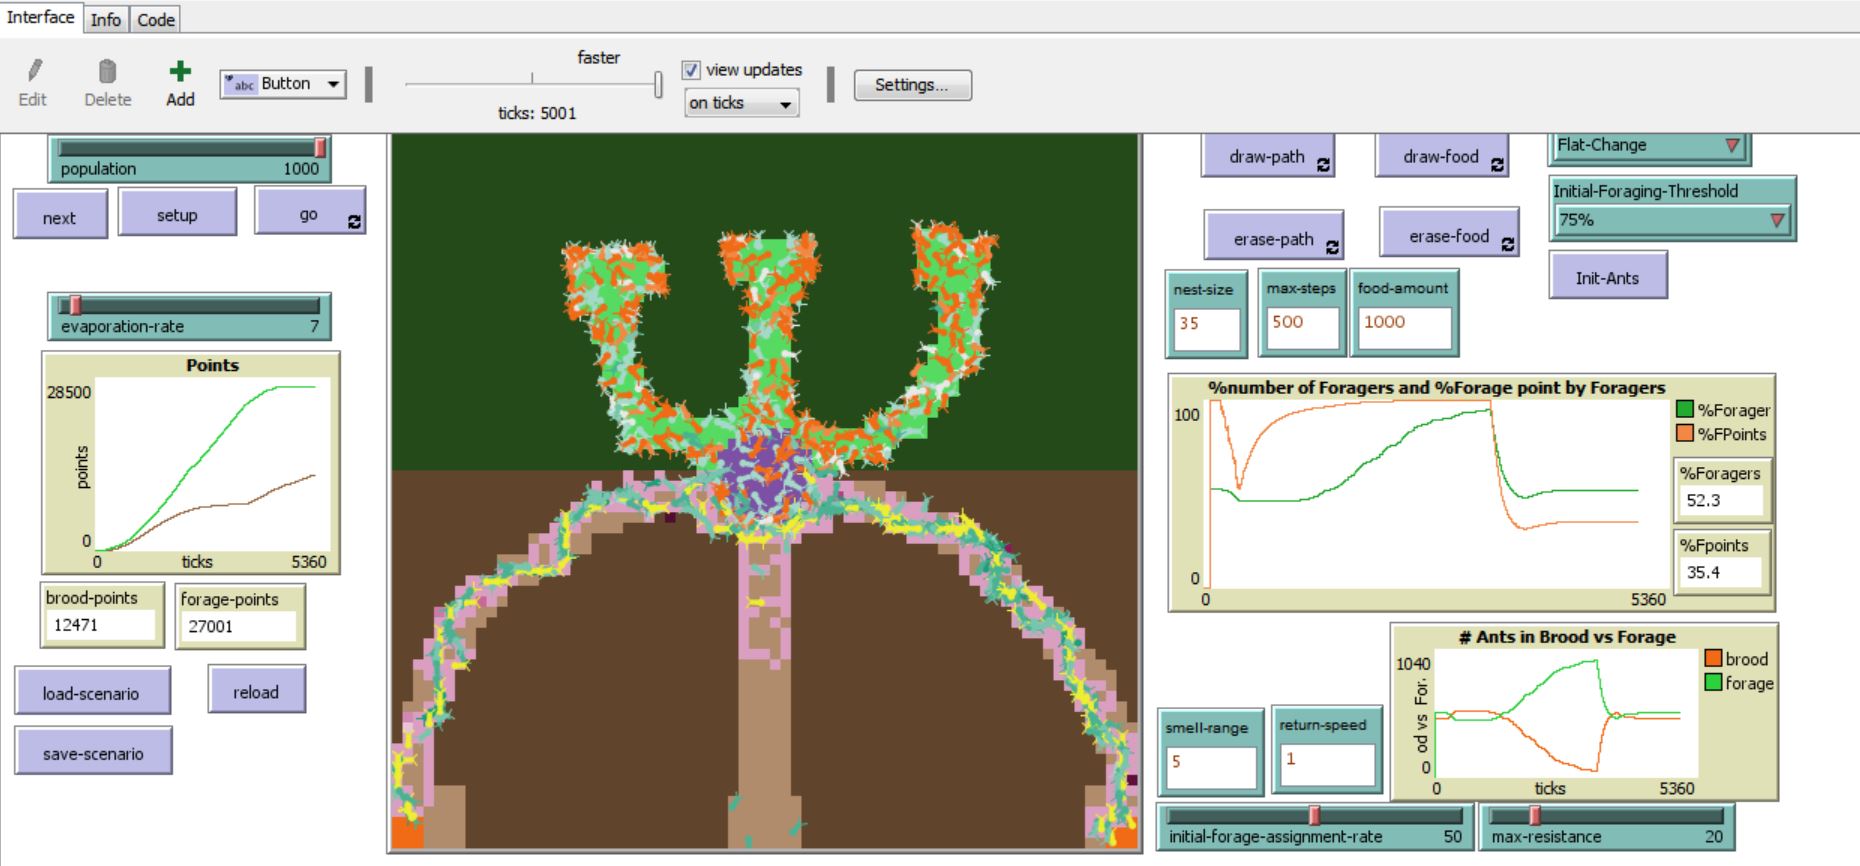 Interface Info Code
Edit Delete Add abc Button
faster
ticks: 5001
view updates
on ticks
Settings...
population 1000
next setup go
evaporation-rate 7
Points
28500
points
0
0 ticks 5360
brood-points
12471
forage-points
27001
load-scenario reload
save-scenario
draw-path draw-food
erase-path erase-food
Flat-Change
Initial-Foraging-Threshold
75%
Init-Ants
nest-size
35
max-steps
500
food-amount
1000
%number of Foragers and %Forage point by Foragers
100
0
0 5360
%Forager
%FPoints
%Foragers
52.3
%Fpoints
35.4
# Ants in Brood vs Forage
1040
od vs For.
0
0 ticks 5360
brood
forage
smell-range
5
return-speed
1
initial-forage-assignment-rate 50
max-resistance 20